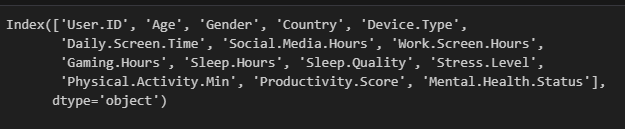 Index(['User.ID', 'Age', 'Gender', 'Country', 'Device.Type',
'Daily.Screen.Time', 'Social.Media.Hours', 'Work.Screen.Hours',
'Gaming.Hours', 'Sleep.Hours', 'Sleep.Quality', 'Stress.Level',
'Physical.Activity.Min', 'Productivity.Score', 'Mental.Health.Status'],
dtype='object')